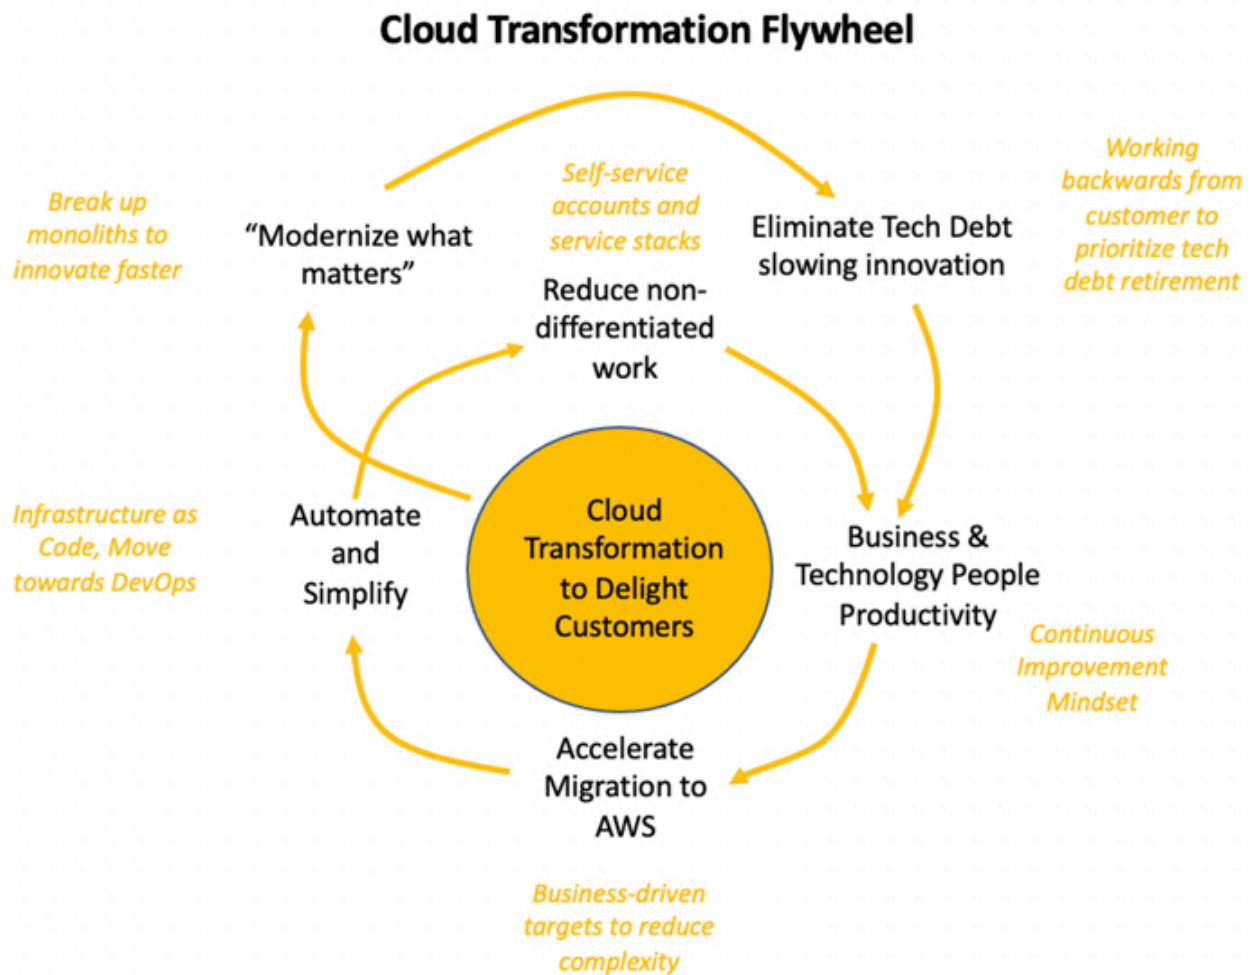 Cloud Transformation Flywheel
Break up
monoliths to
innovate faster
“Modernize what
matters”
Self-service
accounts and
service stacks
Reduce non-
differentiated
work
Eliminate Tech Debt
slowing innovation
Working
backwards from
customer to
prioritize tech
debt retirement
Infrastructure as
Code, Move
towards DevOps
Automate
and
Simplify
Cloud
Transformation
to Delight
Customers
Business &
Technology People
Productivity
Continuous
Improvement
Mindset
Accelerate
Migration to
AWS
Business-driven
targets to reduce
complexity